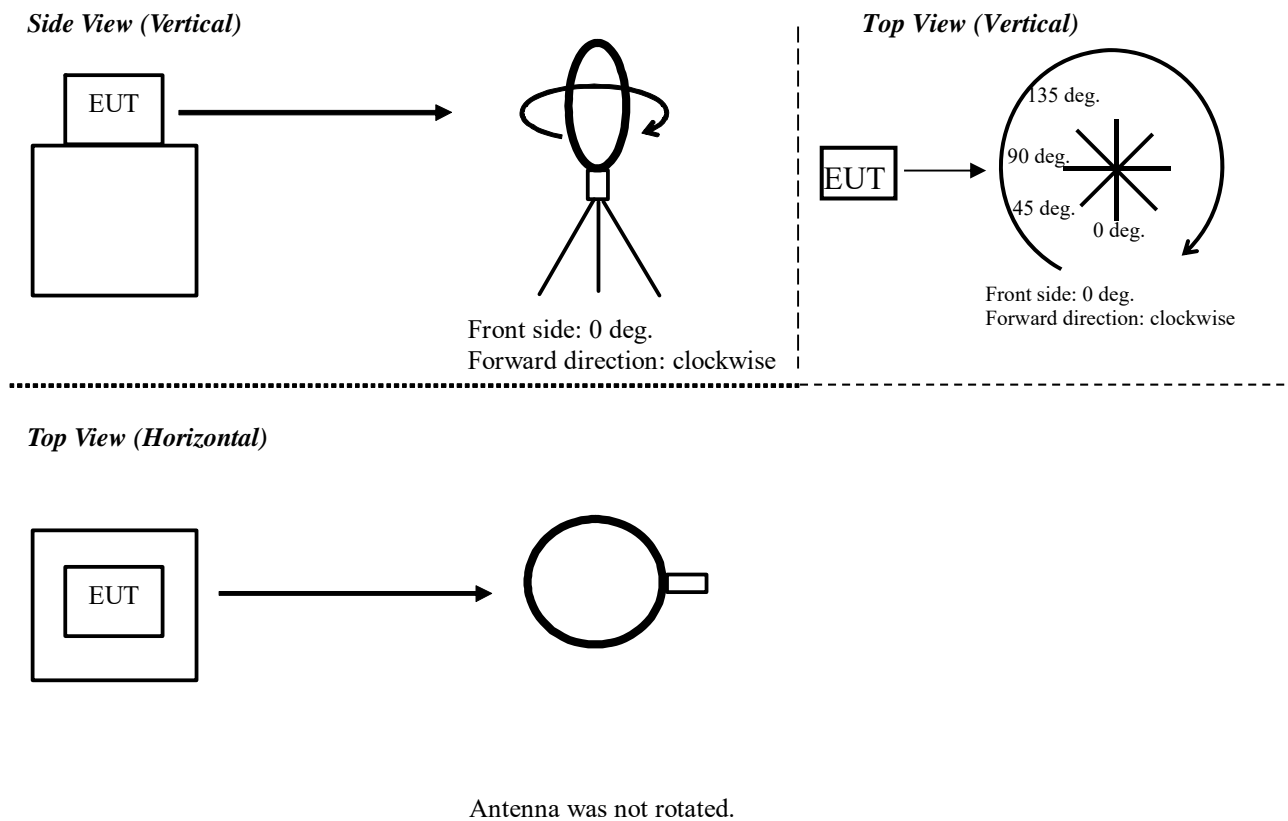 Side View (Vertical)
EUT
Front side: 0 deg.
Forward direction: clockwise
Top View (Vertical)
135 deg.
90 deg.
EUT
45 deg.
0 deg.
Front side: 0 deg.
Forward direction: clockwise
Top View (Horizontal)
EUT
Antenna was not rotated.